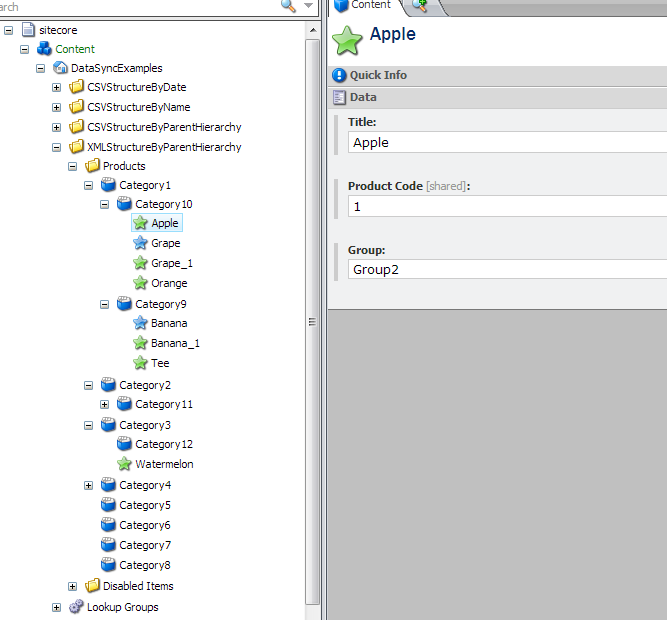 arch
sitecore
Content
DataSyncExamples
CSVStructureByDate
CSVStructureByName
CSVStructureByParentHierarchy
XMLStructureByParentHierarchy
Products
Category1
Category10
Apple
Grape
Grape_1
Orange
Category9
Banana
Banana_1
Tee
Category2
Category11
Category3
Category12
Watermelon
Category4
Category5
Category6
Category7
Category8
Disabled Items
Lookup Groups
Content
Apple
Quick Info
Data
Title:
Apple
Product Code [shared]:
1
Group:
Group2